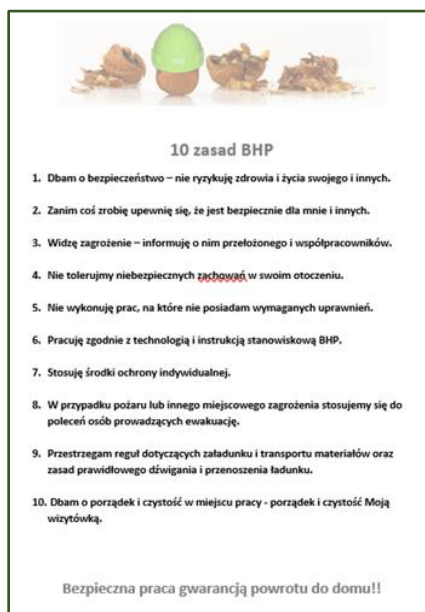 10 zasad BHP
1. Dbam o bezpieczeństwo – nie ryzykuję zdrowia i życia swojego i innych.
2. Zanim coś zrobię upewnię się, że jest bezpiecznie dla mnie i innych.
3. Widzę zagrożenie – informuję o nim przełożonego i współpracowników.
4. Nie tolerujmy niebezpiecznych zachowań w swoim otoczeniu.
5. Nie wykonuję prac, na które nie posiadam wymaganych uprawnień.
6. Pracuję zgodnie z technologią i instrukcją stanowiskową BHP.
7. Stosuję środki ochrony indywidualnej.
8. W przypadku pożaru lub innego miejscowego zagrożenia stosujemy się do
poleceń osób prowadzących ewakuację.
9. Przestrzegam reguł dotyczących załadunku i transportu materiałów oraz
zasad prawidłowego dźwigania i przenoszenia ładunku.
10. Dbam o porządek i czystość w miejscu pracy - porządek i czystość Moją
wizytówką.
Bezpieczna praca gwarancją powrotu do domu!!